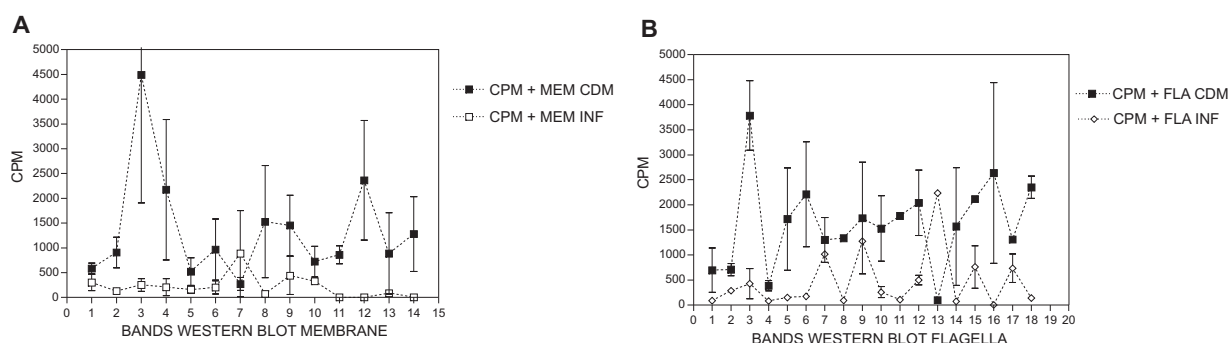 A
5000
4500
4000
3500
3000
2500
2000
1500
1000
500
0
CPM
0 1 2 3 4 5 6 7 8 9 10 11 12 13 14 15
BANDS WESTERN BLOT MEMBRANE
CPM + MEM CDM
CPM + MEM INF
B
5000
4500
4000
3500
3000
2500
2000
1500
1000
500
0
CPM
0 1 2 3 4 5 6 7 8 9 10 11 12 13 14 15 16 17 18 19 20
BANDS WESTERN BLOT FLAGELLA
CPM + FLA CDM
CPM + FLA INF